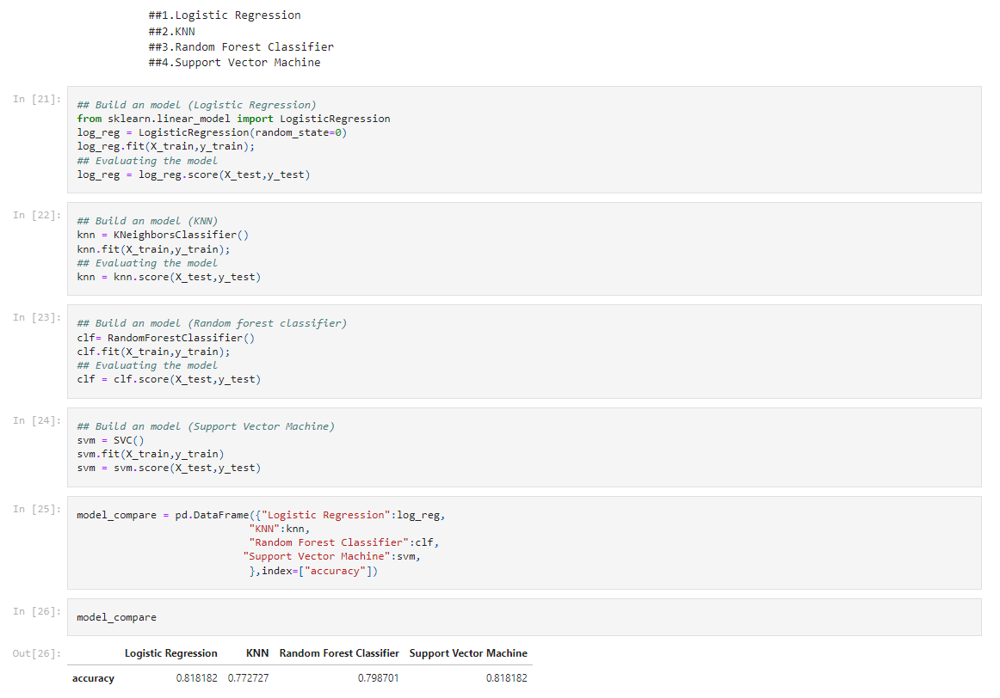 ##1.Logistic Regression
##2.KNN
##3.Random Forest Classifier
##4.Support Vector Machine
In [21]:
## Build an model (Logistic Regression)
from sklearn.linear_model import LogisticRegression
log_reg = LogisticRegression(random_state=0)
log_reg.fit(X_train,y_train);
## Evaluating the model
log_reg = log_reg.score(X_test,y_test)
In [22]:
## Build an model (KNN)
knn = KNeighborsClassifier()
knn.fit(X_train,y_train);
## Evaluating the model
knn = knn.score(X_test,y_test)
In [23]:
## Build an model (Random forest classifier)
clf= RandomForestClassifier()
clf.fit(X_train,y_train);
## Evaluating the model
clf = clf.score(X_test,y_test)
In [24]:
## Build an model (Support Vector Machine)
svm = SVC()
svm.fit(X_train,y_train)
svm = svm.score(X_test,y_test)
In [25]:
model_compare = pd.DataFrame({"Logistic Regression":log_reg,
"KNN":knn,
"Random Forest Classifier":clf,
"Support Vector Machine":svm,
},index=["accuracy"])
In [26]:
model_compare
Out[26]:
Logistic Regression KNN Random Forest Classifier Support Vector Machine
accuracy 0.818182 0.772727 0.798701 0.818182